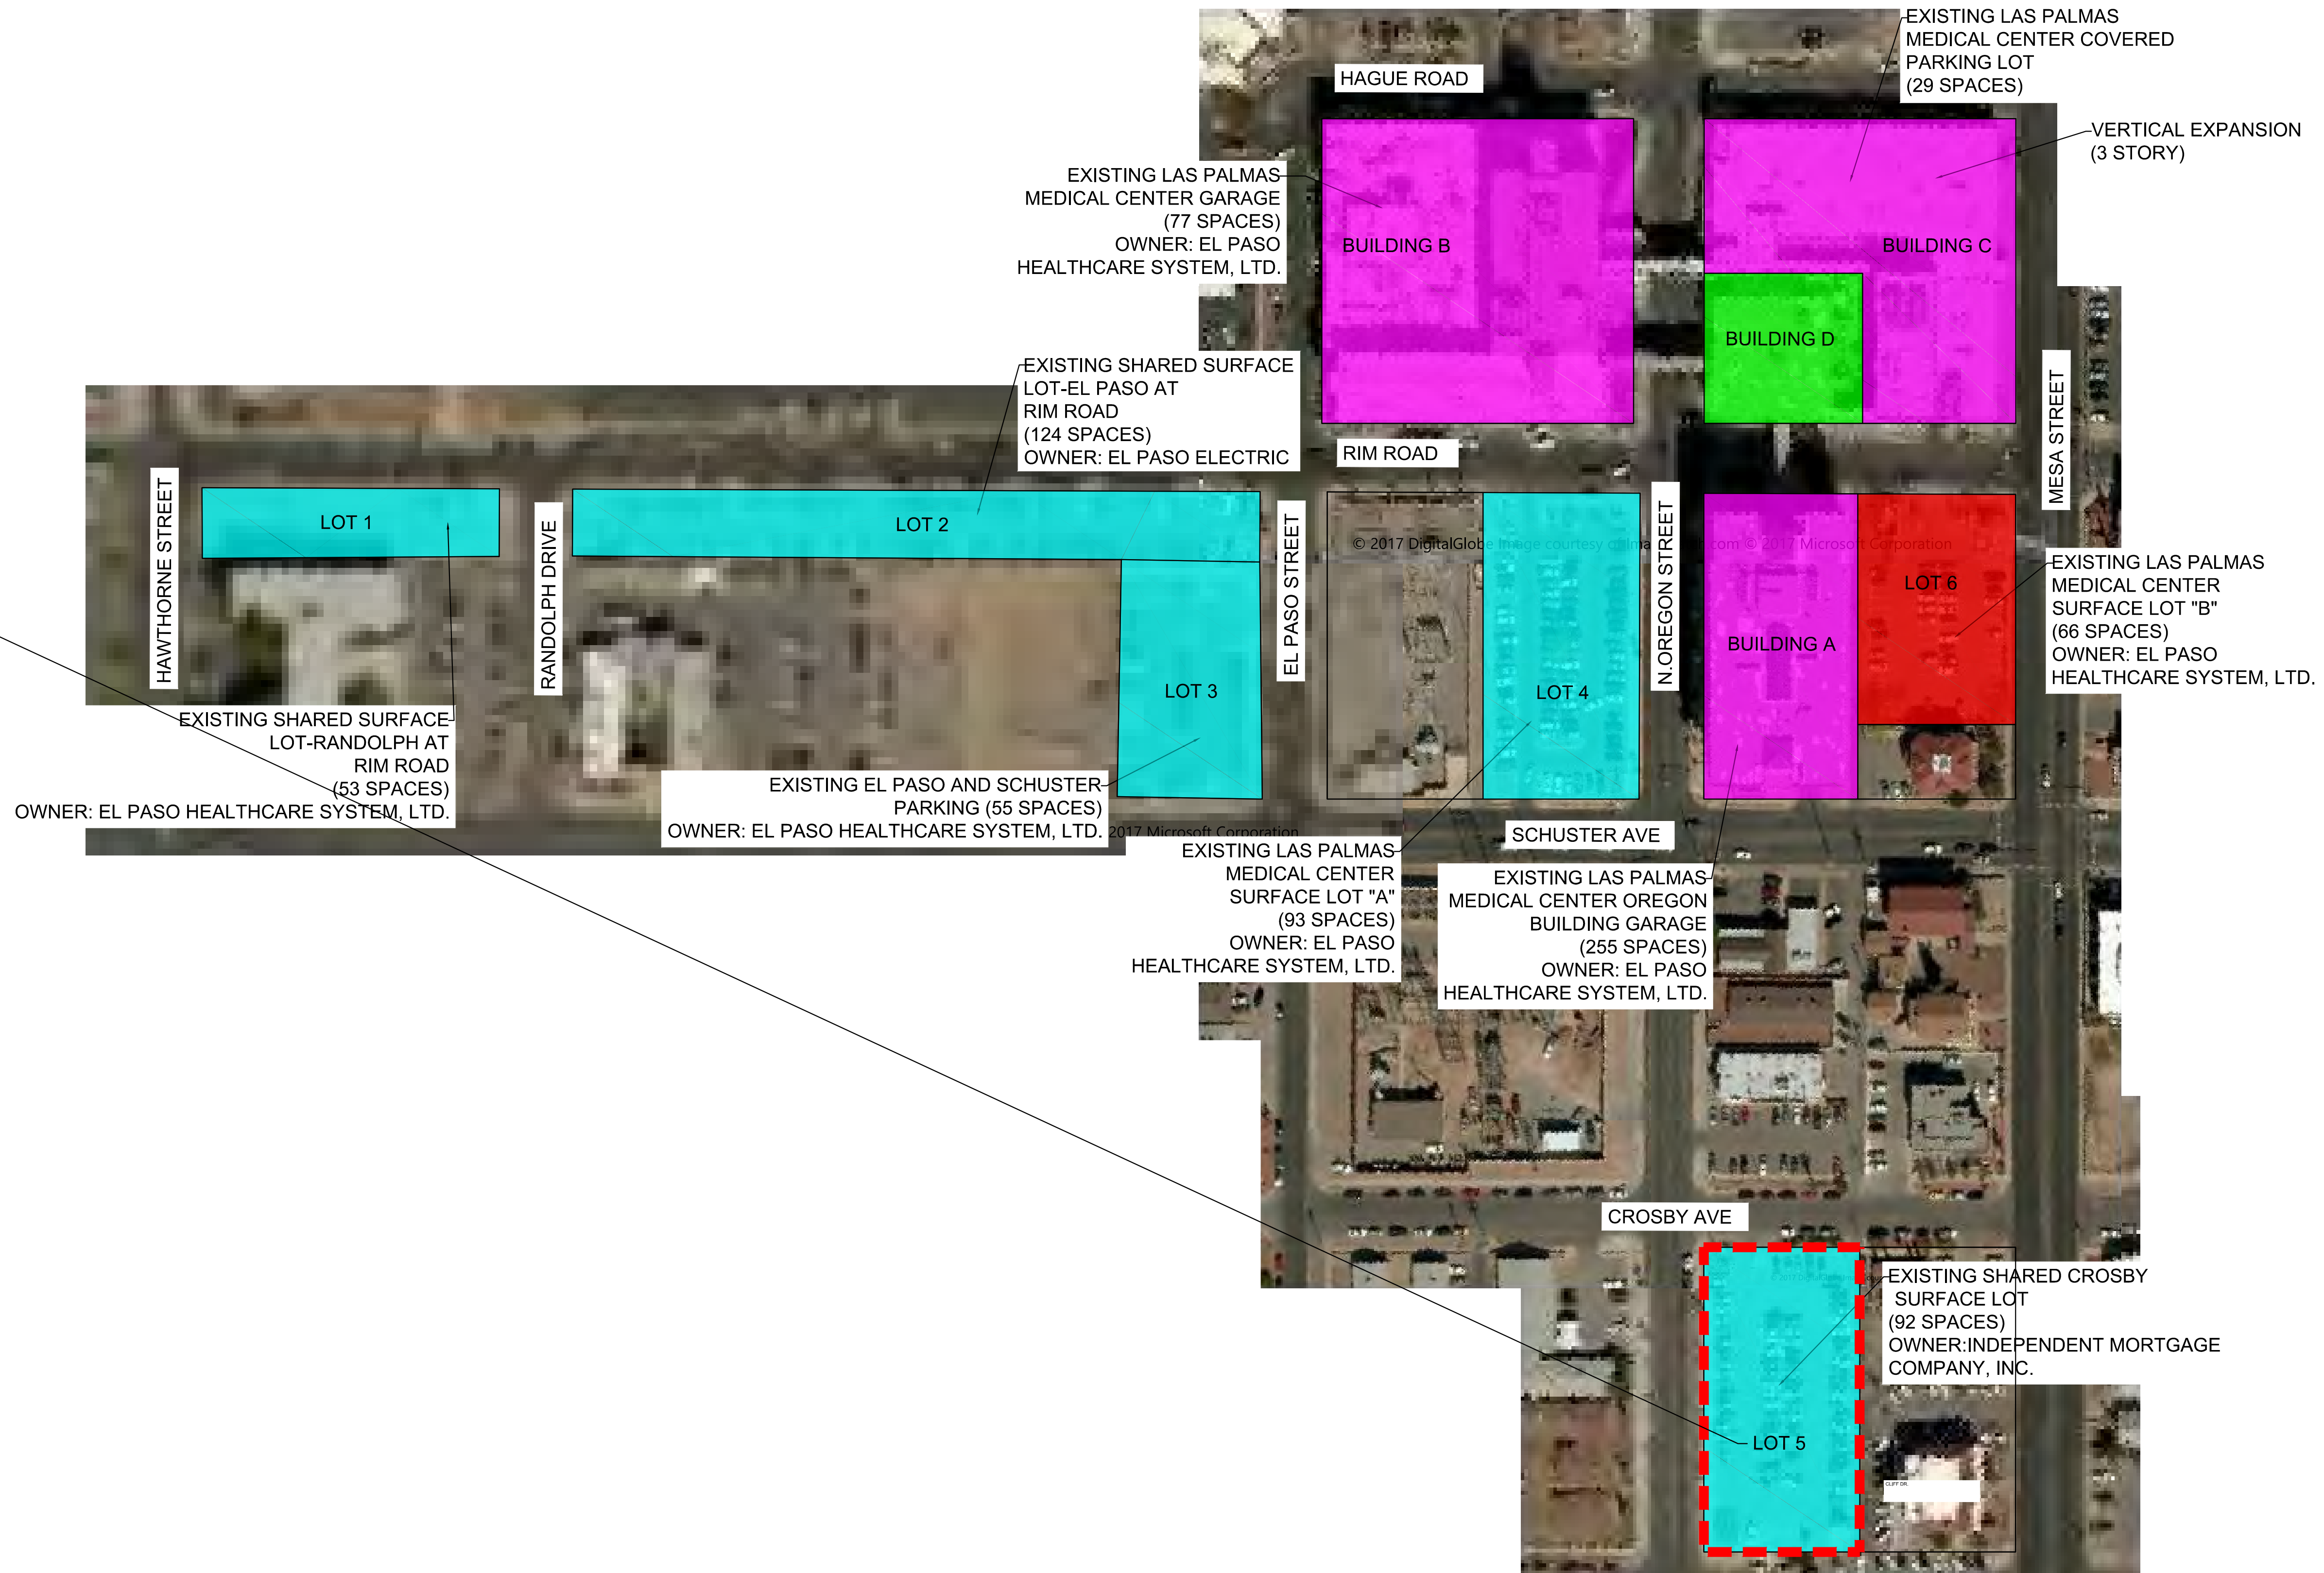 EXISTING LAS PALMAS
MEDICAL CENTER COVERED
PARKING LOT
(29 SPACES)
HAGUE ROAD
VERTICAL EXPANSION
(3 STORY)
EXISTING LAS PALMAS
MEDICAL CENTER GARAGE
(77 SPACES)
OWNER: EL PASO
HEALTHCARE SYSTEM, LTD.
BUILDING B
BUILDING C
BUILDING D
EXISTING SHARED SURFACE
LOT-EL PASO AT
RIM ROAD
(124 SPACES)
OWNER: EL PASO ELECTRIC
RIM ROAD
MESA STREET
HAWTHORNE STREET
LOT 1
RANDOLPH DRIVE
LOT 2
EL PASO STREET
N.OREGON STREET
© 2017 DigitalGlobe Image courtesy of com © 2017 Microsoft Corporation
LOT 6
EXISTING LAS PALMAS
MEDICAL CENTER
SURFACE LOT "B"
(66 SPACES)
OWNER: EL PASO
HEALTHCARE SYSTEM, LTD.
BUILDING A
LOT 3
LOT 4
EXISTING SHARED SURFACE
LOT-RANDOLPH AT
RIM ROAD
(53 SPACES)
OWNER: EL PASO HEALTHCARE SYSTEM, LTD.
EXISTING EL PASO AND SCHUSTER
PARKING (55 SPACES)
OWNER: EL PASO HEALTHCARE SYSTEM, LTD.
2017 Microsoft Corporation
SCHUSTER AVE
EXISTING LAS PALMAS
MEDICAL CENTER
SURFACE LOT "A"
(93 SPACES)
OWNER: EL PASO
HEALTHCARE SYSTEM, LTD.
EXISTING LAS PALMAS
MEDICAL CENTER OREGON
BUILDING GARAGE
(255 SPACES)
OWNER: EL PASO
HEALTHCARE SYSTEM, LTD.
CROSBY AVE
EXISTING SHARED CROSBY
SURFACE LOT
(92 SPACES)
OWNER:INDEPENDENT MORTGAGE
COMPANY, INC.
LOT 5
CLIFF DR.